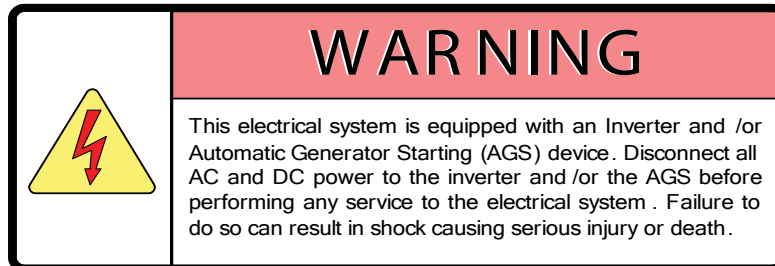 WARNING
This electrical system is equipped with an Inverter and /or
Automatic Generator Starting (AGS) device. Disconnect all
AC and DC power to the inverter and /or the AGS before
performing any service to the electrical system . Failure to
do so can result in shock causing serious injury or death.